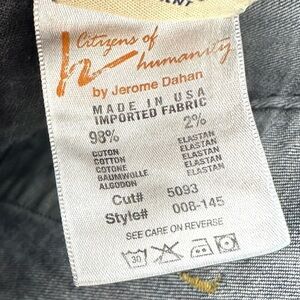 Citizens of
humanity
by Jerome Dahan
MADE IN USA
IMPORTED FABRIC
98% 2%
COTON ELASTAN
COTTON ELASTAN
COTONE ELASTAN
BAUMWOLLE ELASTAN
ALGODON ELASTAN
Cut# 5093
Style# 008-145
SEE CARE ON REVERSE
30